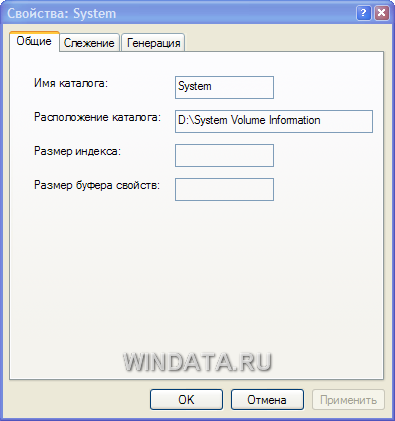 Свойства: System
Общие Слежение Генерация
Имя каталога: System
Расположение каталога: D:\System Volume Information
Размер индекса:
Размер буфера свойств:
WINDATA.RU
OK Отмена Применить